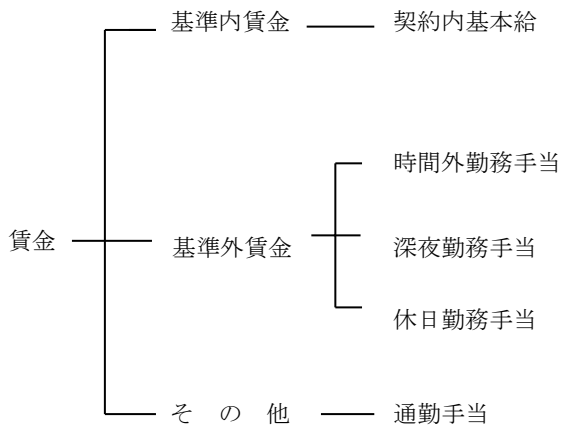 基準内賃金 契約内基本給
時間外勤務手当
賃金 基準外賃金 深夜勤務手当
休日勤務手当
そ の 他 通勤手当